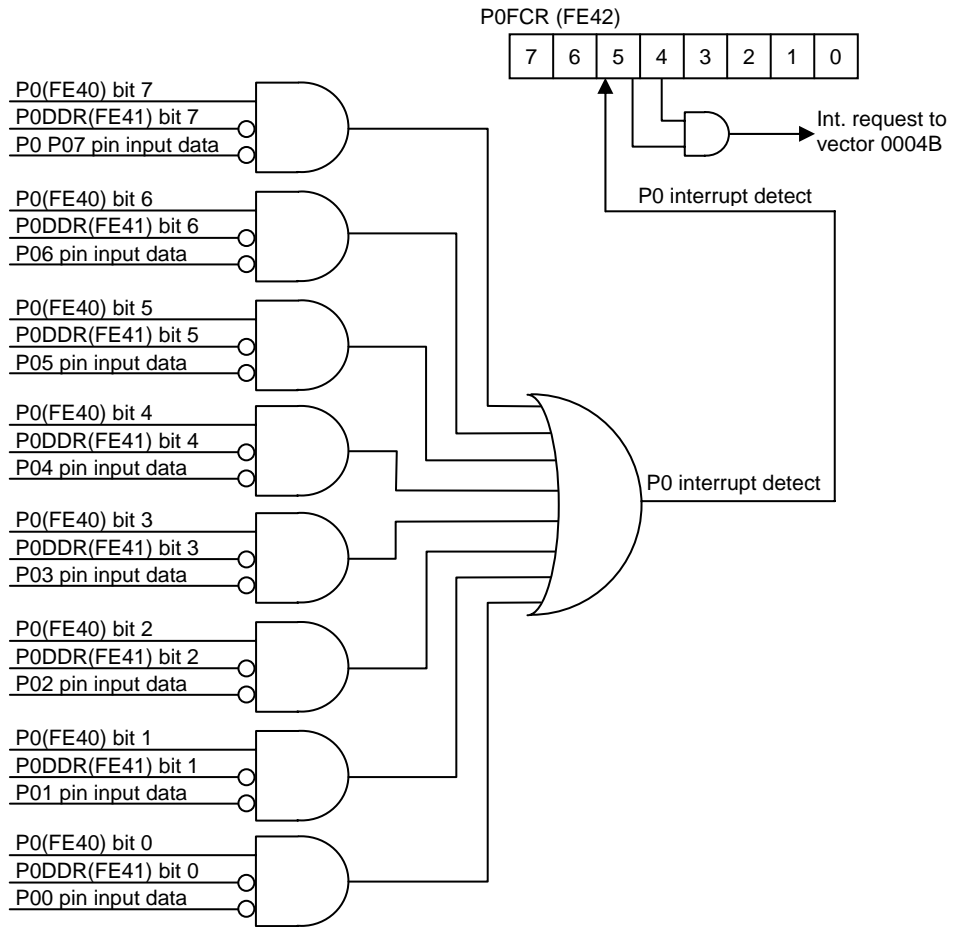 P0FCR (FE42)
7 6 5 4 3 2 1 0
Int. request to
vector 0004B
P0 interrupt detect
P0(FE40) bit 7
P0DDR(FE41) bit 7
P0 P07 pin input data
P0(FE40) bit 6
P0DDR(FE41) bit 6
P06 pin input data
P0(FE40) bit 5
P0DDR(FE41) bit 5
P05 pin input data
P0(FE40) bit 4
P0DDR(FE41) bit 4
P04 pin input data
P0 interrupt detect
P0(FE40) bit 3
P0DDR(FE41) bit 3
P03 pin input data
P0(FE40) bit 2
P0DDR(FE41) bit 2
P02 pin input data
P0(FE40) bit 1
P0DDR(FE41) bit 1
P01 pin input data
P0(FE40) bit 0
P0DDR(FE41) bit 0
P00 pin input data